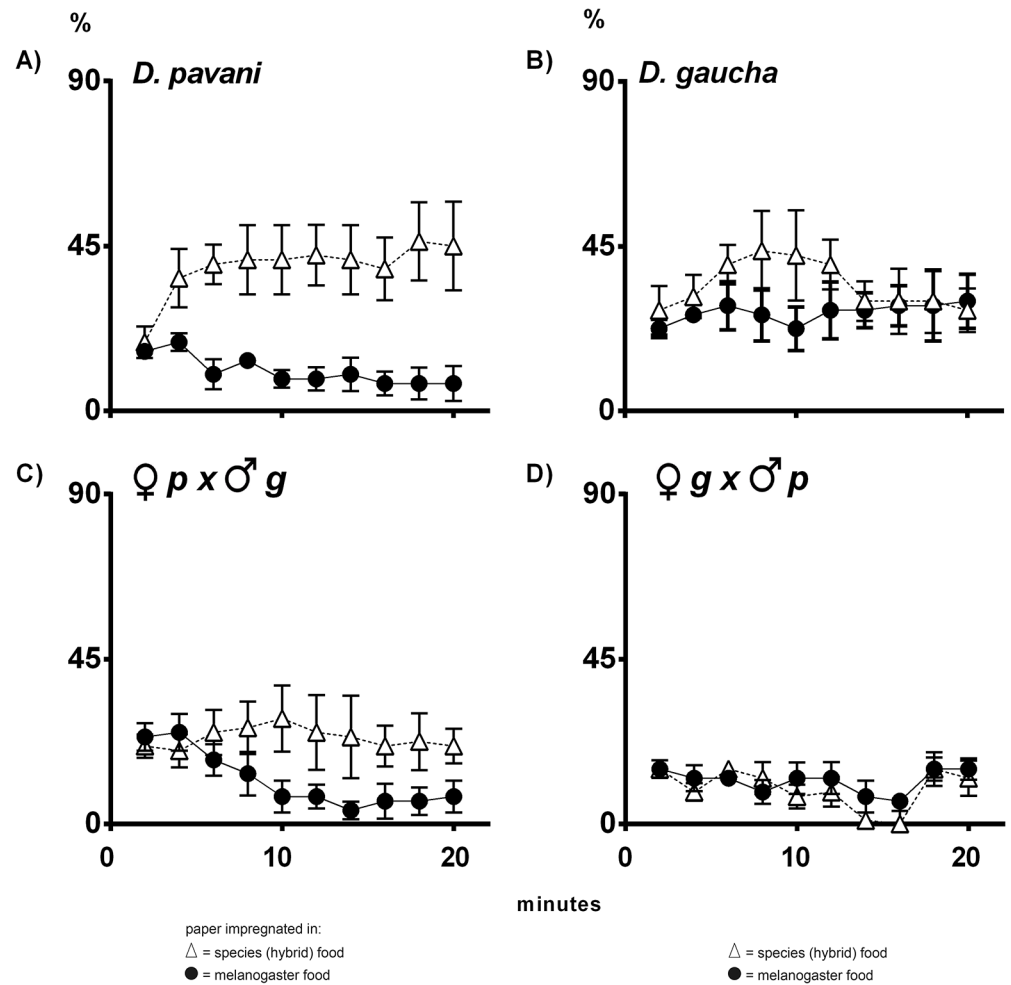 %
%
A)
D. pavani
B)
D. gaucha
90
45
0
90
45
0
C)
♀ p x ♂ g
D)
♀ g x ♂ p
90
45
0
90
45
0
0
10
20
0
10
20
minutes
paper impregnated in:
△ = species (hybrid) food
● = melanogaster food
△ = species (hybrid) food
● = melanogaster food